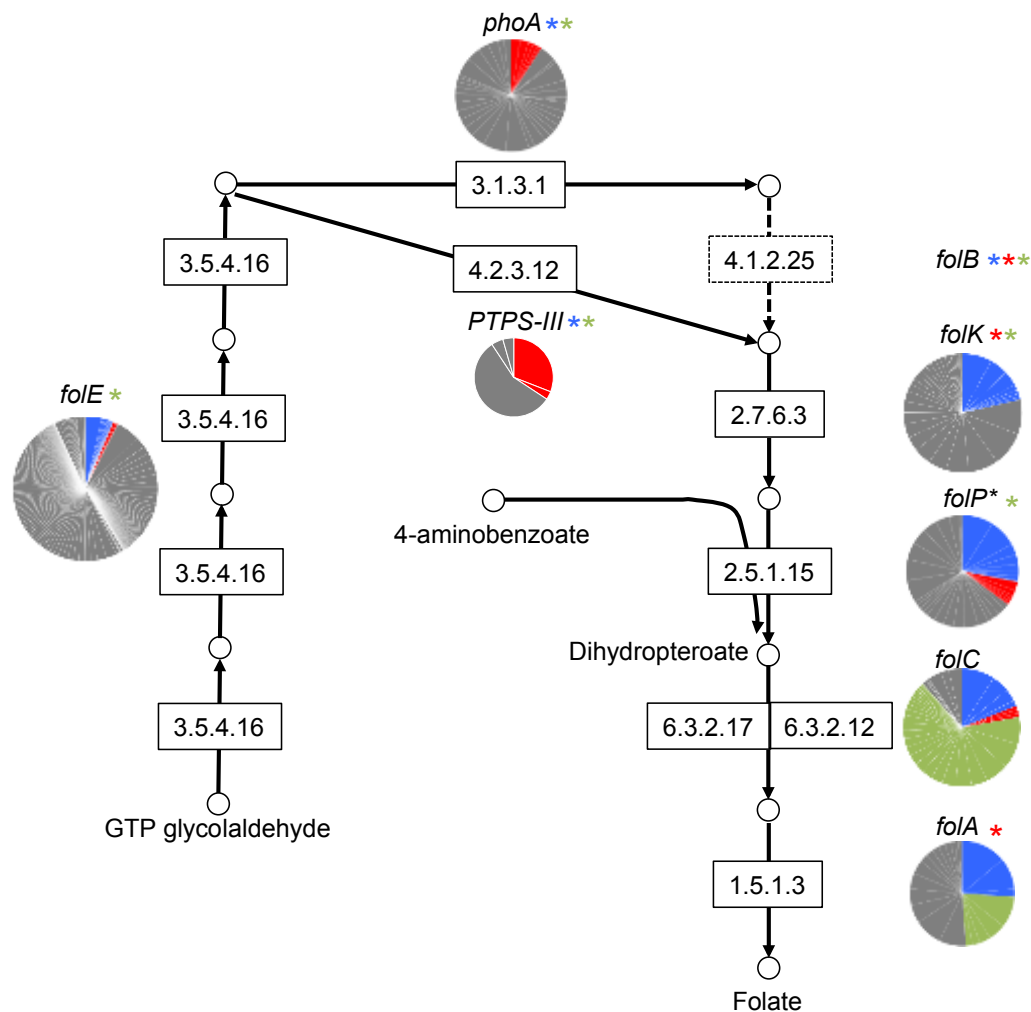 phoA **
3.1.3.1
3.5.4.16
4.2.3.12
4.1.2.25
folB ***
PTPS-III **
folK **
folE *
3.5.4.16
2.7.6.3
folP* *
4-aminobenzoate
3.5.4.16
2.5.1.15
Dihydropteroate
folC
3.5.4.16
6.3.2.17
6.3.2.12
GTP glycolaldehyde
folA *
1.5.1.3
Folate